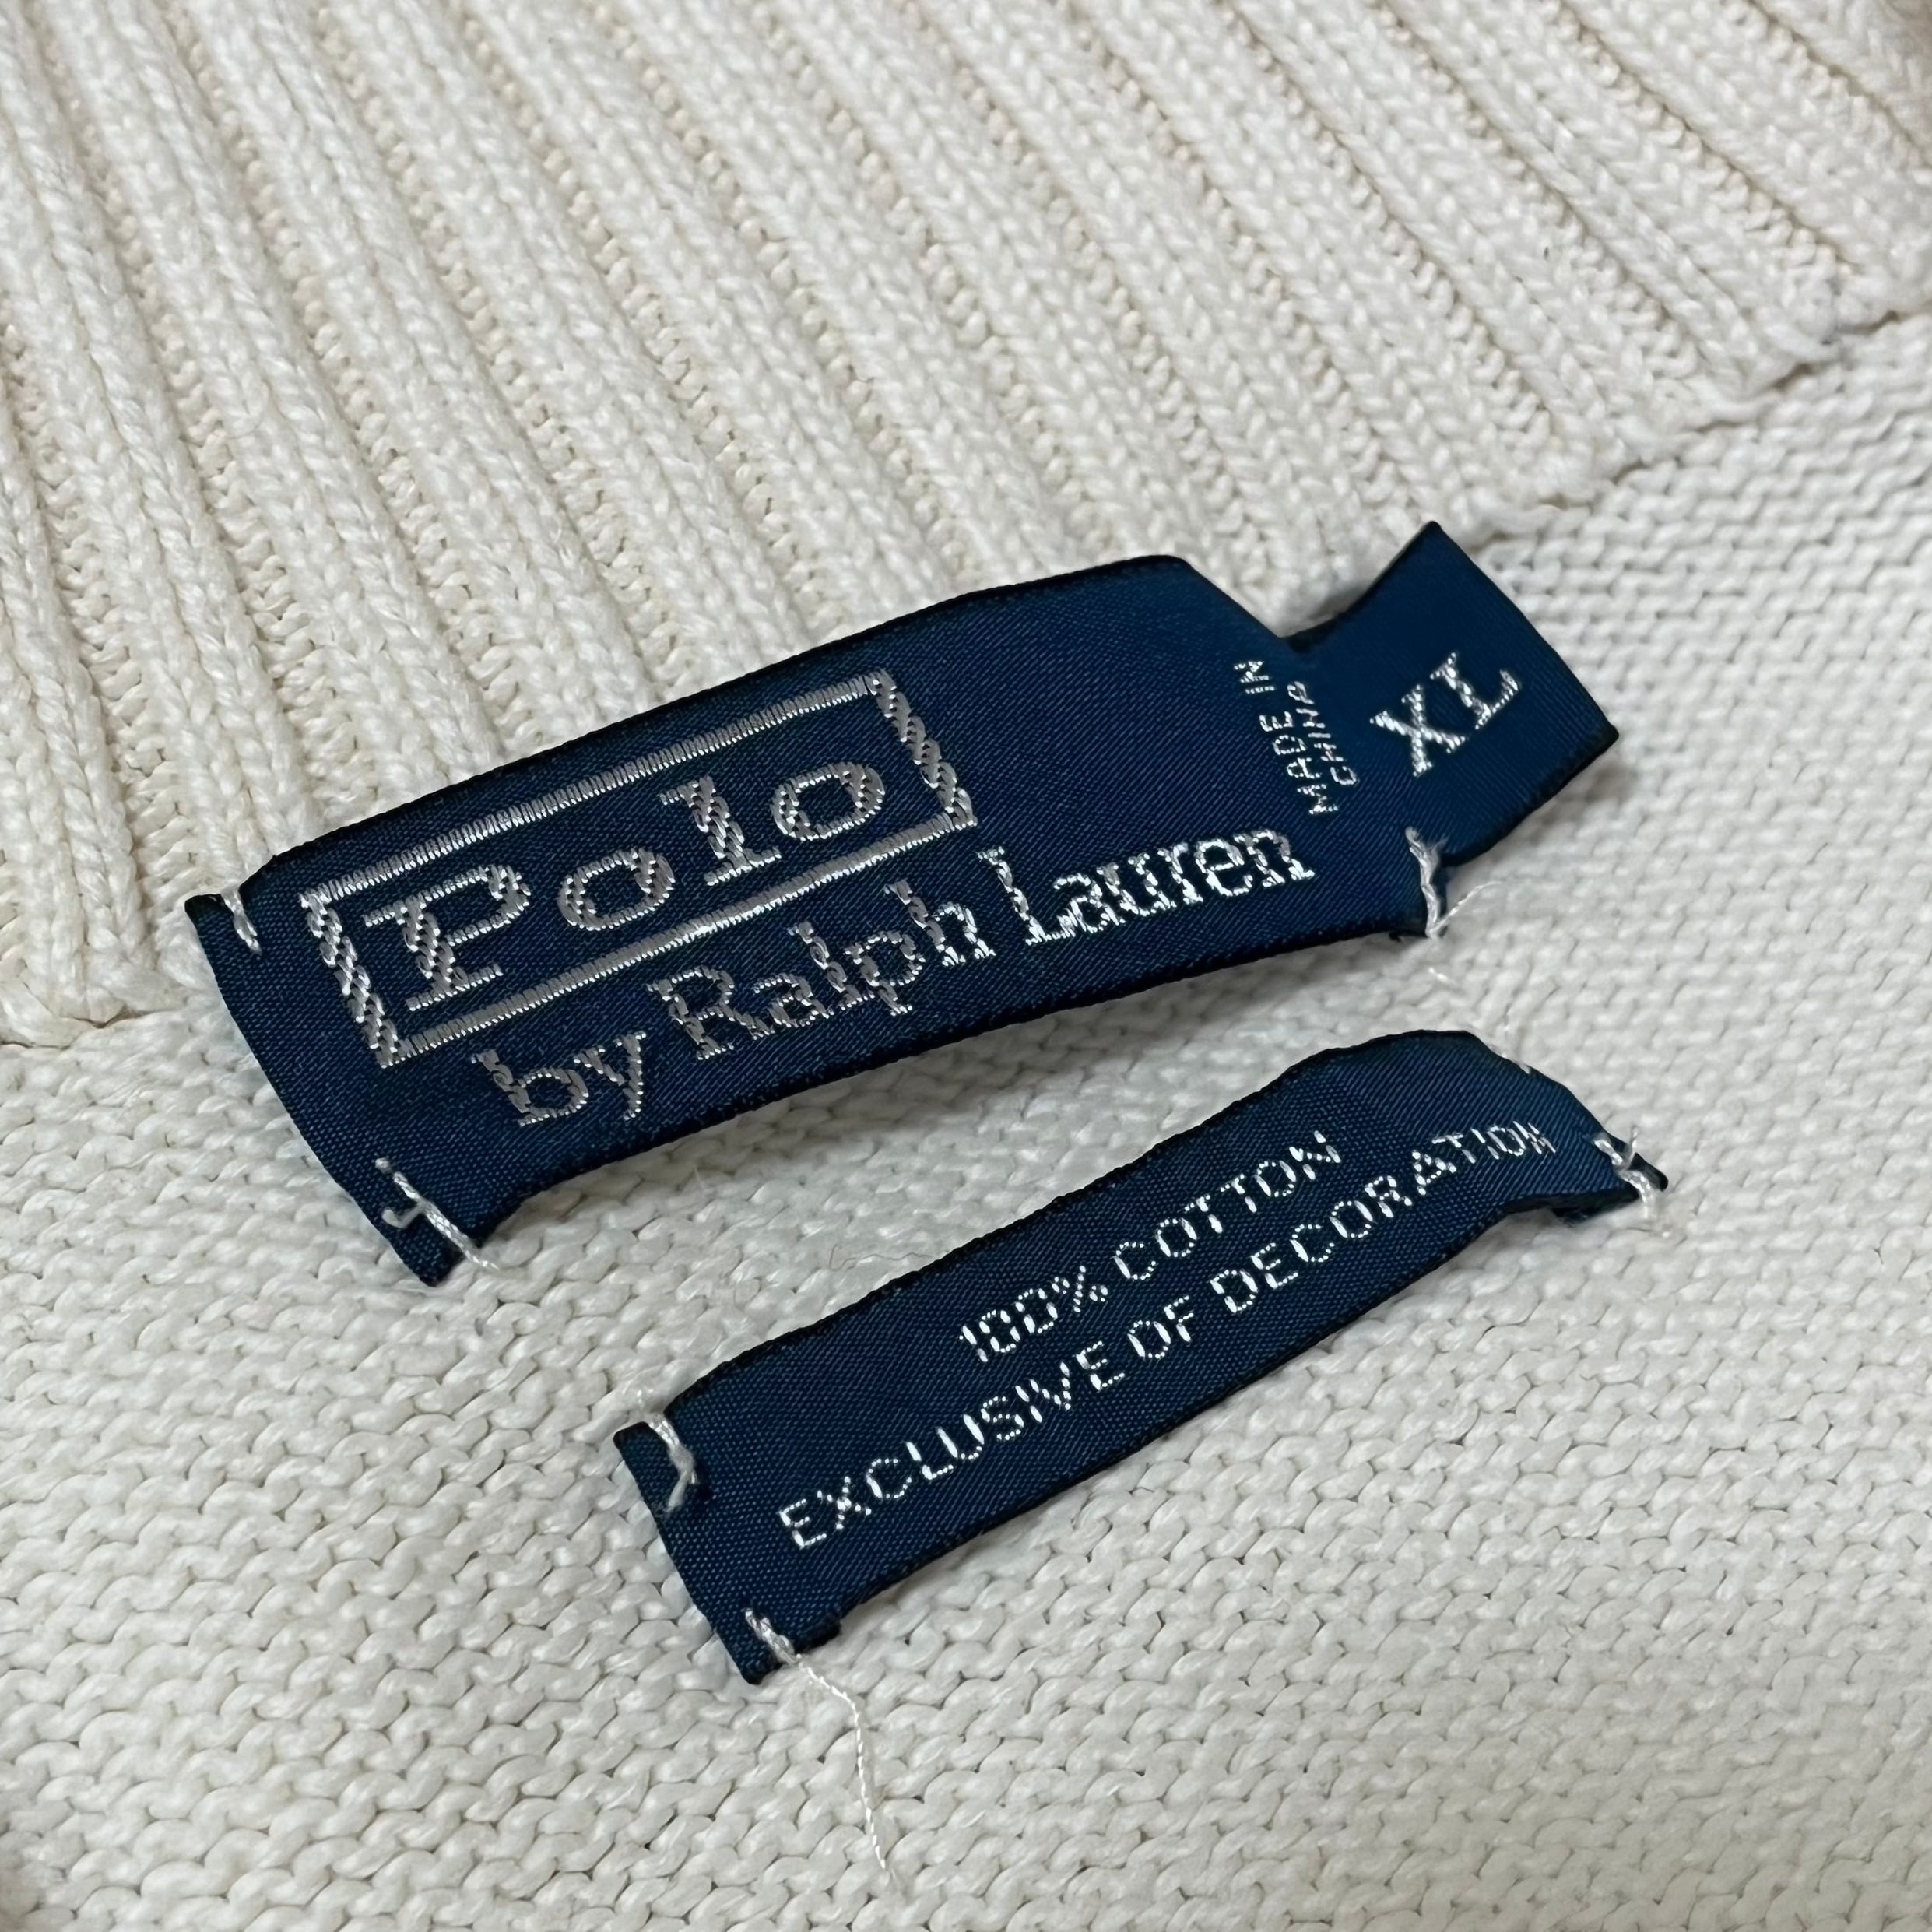 Polo
by Ralph Lauren
MADE IN
CHINA
XL
100% COTTON
EXCLUSIVE OF DECORATION